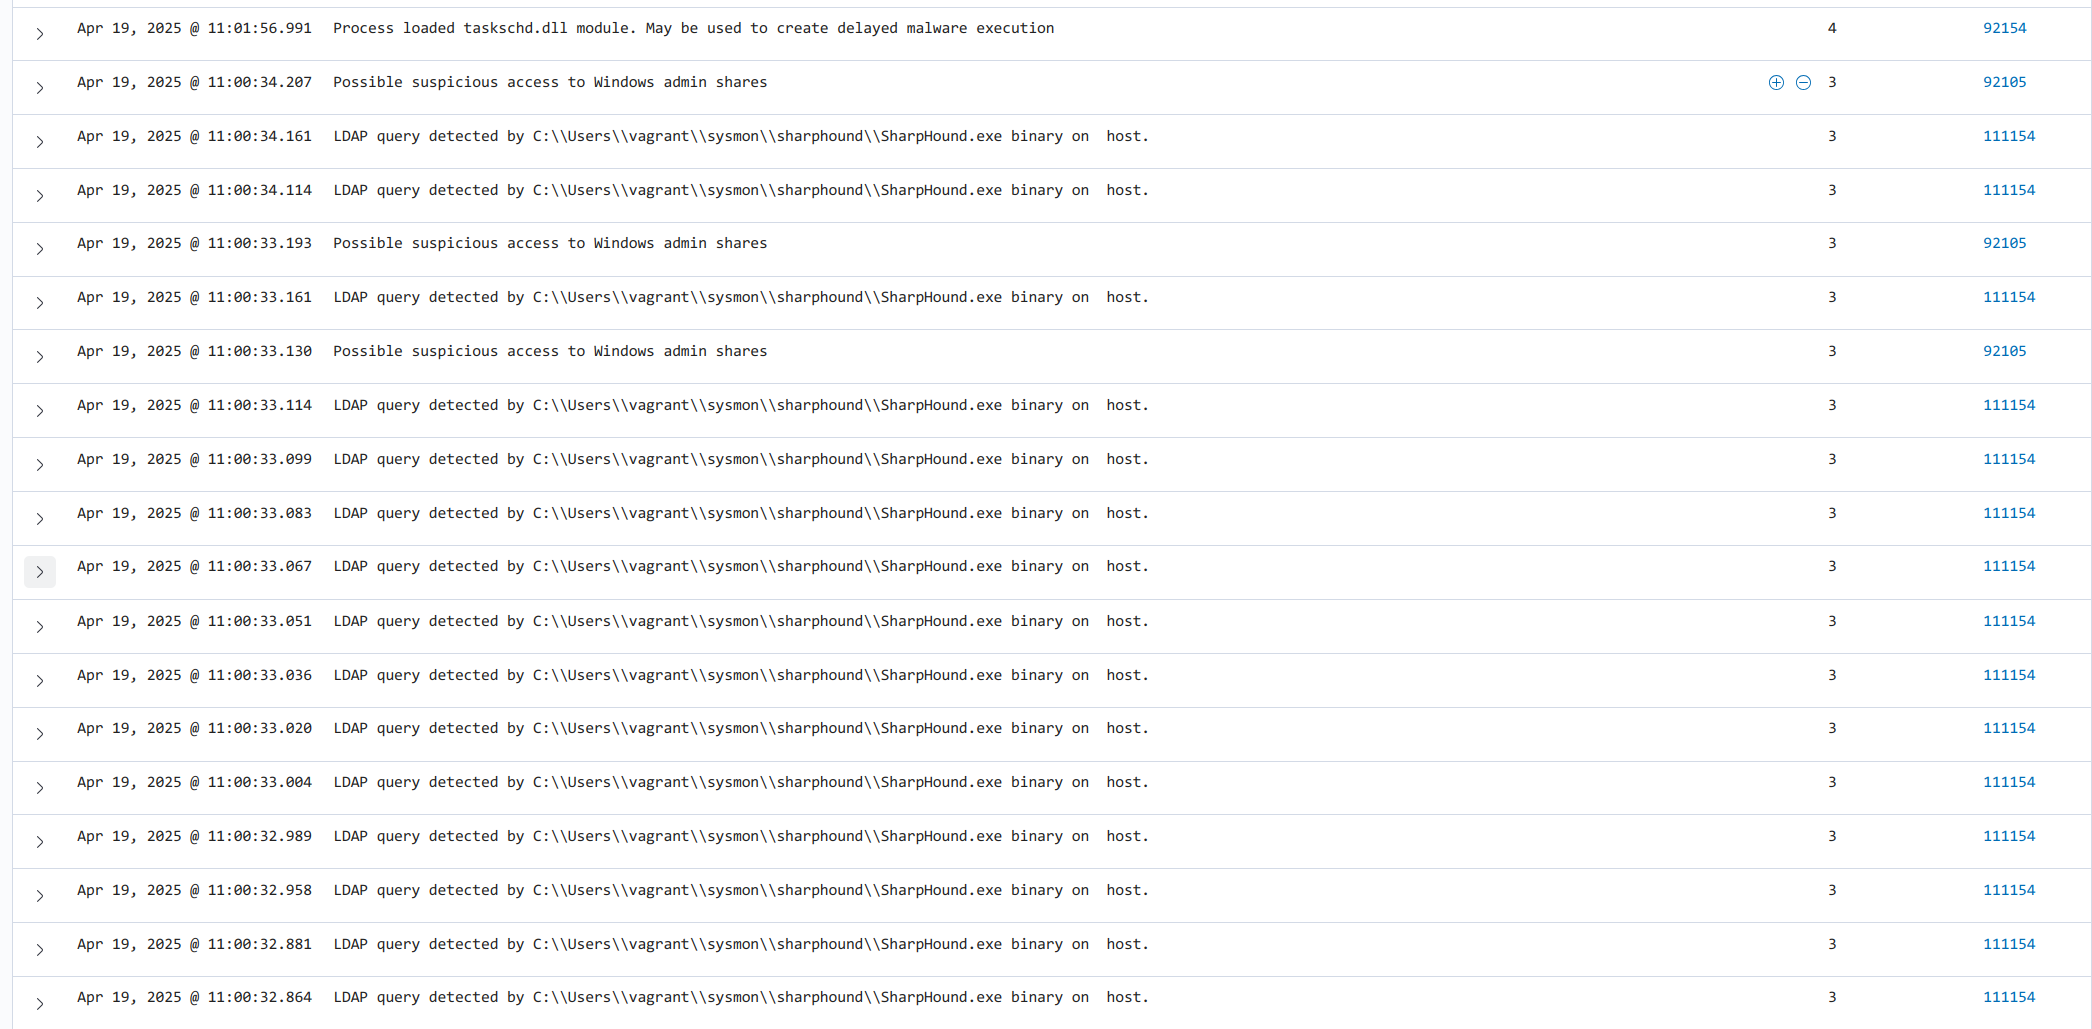 Apr 19, 2025 @ 11:01:56.991 Process loaded taskschd.dll module. May be used to create delayed malware execution 4 92154
Apr 19, 2025 @ 11:00:34.207 Possible suspicious access to Windows admin shares 3 92105
Apr 19, 2025 @ 11:00:34.161 LDAP query detected by C:\\Users\\vagrant\\sysmon\\sharphound\\SharpHound.exe binary on  host. 3 111154
Apr 19, 2025 @ 11:00:34.114 LDAP query detected by C:\\Users\\vagrant\\sysmon\\sharphound\\SharpHound.exe binary on  host. 3 111154
Apr 19, 2025 @ 11:00:33.193 Possible suspicious access to Windows admin shares 3 92105
Apr 19, 2025 @ 11:00:33.161 LDAP query detected by C:\\Users\\vagrant\\sysmon\\sharphound\\SharpHound.exe binary on  host. 3 111154
Apr 19, 2025 @ 11:00:33.130 Possible suspicious access to Windows admin shares 3 92105
Apr 19, 2025 @ 11:00:33.114 LDAP query detected by C:\\Users\\vagrant\\sysmon\\sharphound\\SharpHound.exe binary on  host. 3 111154
Apr 19, 2025 @ 11:00:33.099 LDAP query detected by C:\\Users\\vagrant\\sysmon\\sharphound\\SharpHound.exe binary on  host. 3 111154
Apr 19, 2025 @ 11:00:33.083 LDAP query detected by C:\\Users\\vagrant\\sysmon\\sharphound\\SharpHound.exe binary on  host. 3 111154
Apr 19, 2025 @ 11:00:33.067 LDAP query detected by C:\\Users\\vagrant\\sysmon\\sharphound\\SharpHound.exe binary on  host. 3 111154
Apr 19, 2025 @ 11:00:33.051 LDAP query detected by C:\\Users\\vagrant\\sysmon\\sharphound\\SharpHound.exe binary on  host. 3 111154
Apr 19, 2025 @ 11:00:33.036 LDAP query detected by C:\\Users\\vagrant\\sysmon\\sharphound\\SharpHound.exe binary on  host. 3 111154
Apr 19, 2025 @ 11:00:33.020 LDAP query detected by C:\\Users\\vagrant\\sysmon\\sharphound\\SharpHound.exe binary on  host. 3 111154
Apr 19, 2025 @ 11:00:33.004 LDAP query detected by C:\\Users\\vagrant\\sysmon\\sharphound\\SharpHound.exe binary on  host. 3 111154
Apr 19, 2025 @ 11:00:32.989 LDAP query detected by C:\\Users\\vagrant\\sysmon\\sharphound\\SharpHound.exe binary on  host. 3 111154
Apr 19, 2025 @ 11:00:32.958 LDAP query detected by C:\\Users\\vagrant\\sysmon\\sharphound\\SharpHound.exe binary on  host. 3 111154
Apr 19, 2025 @ 11:00:32.881 LDAP query detected by C:\\Users\\vagrant\\sysmon\\sharphound\\SharpHound.exe binary on  host. 3 111154
Apr 19, 2025 @ 11:00:32.864 LDAP query detected by C:\\Users\\vagrant\\sysmon\\sharphound\\SharpHound.exe binary on  host. 3 111154